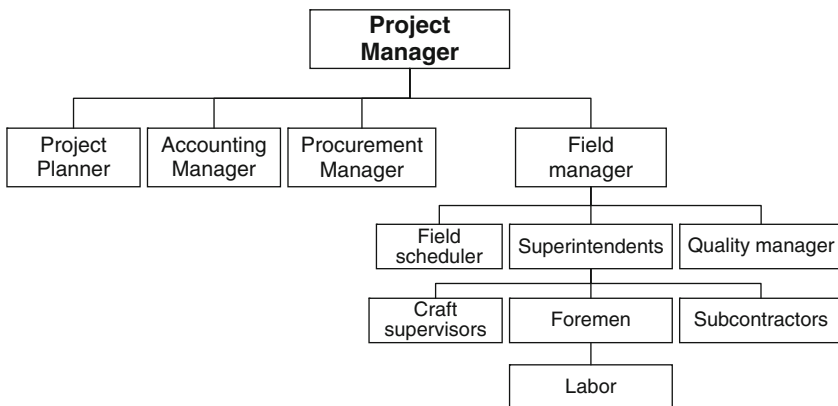 Project
Manager
Project
Planner
Accounting
Manager
Procurement
Manager
Field
manager
Field
scheduler
Superintendents
Quality manager
Craft
supervisors
Foremen
Subcontractors
Labor